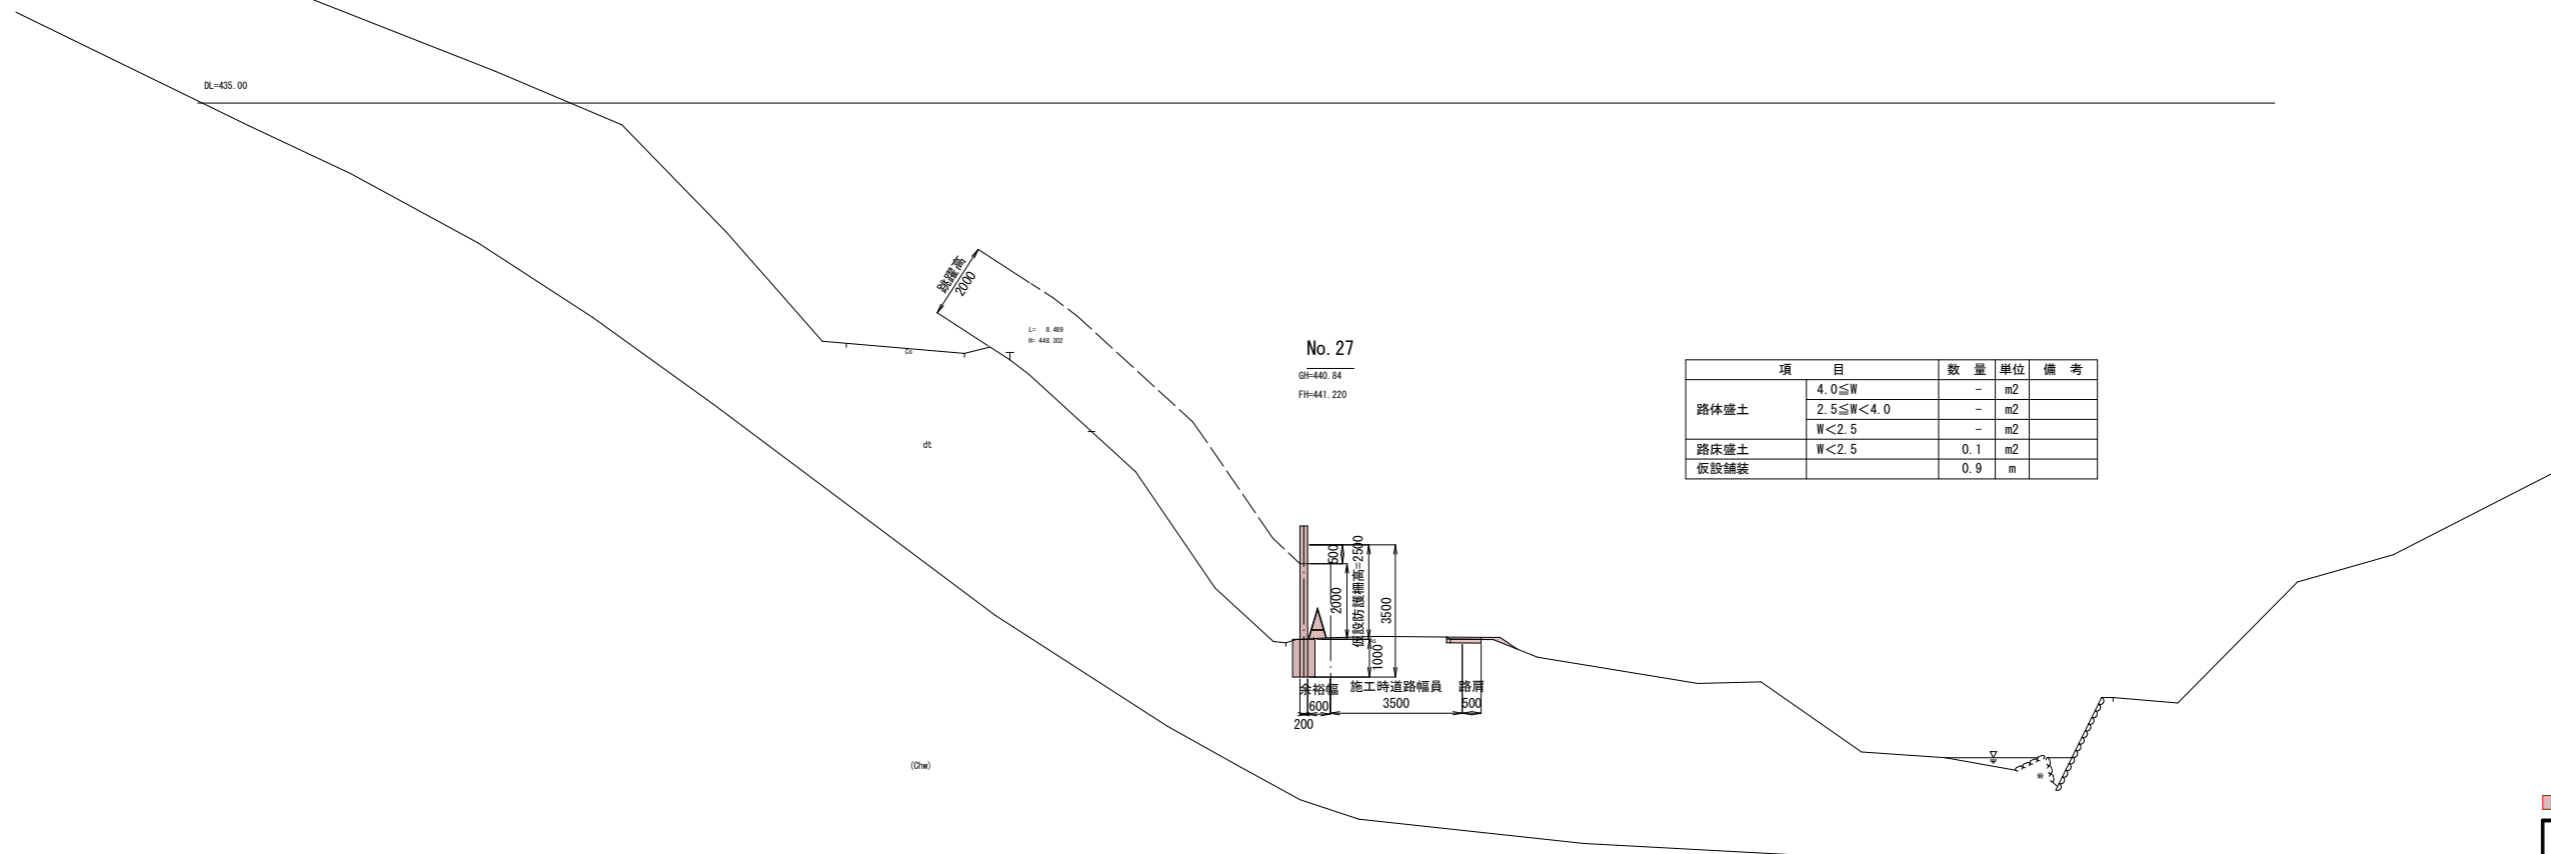 DL=435.00
跳躍高
2000
L= 8.489
H= 448.302
Co
dt
(Chw)
No.27
GH=440.84
FH=441.220
項 目 数 量 単位 備 考
路体盛土 4.0≦W - m2
2.5≦W<4.0 - m2
W<2.5 - m2
路床盛土 W<2.5 0.1 m2
仮設舗装 0.9 m
500
2000
仮設防護柵高=2500
3500
1000
余裕幅 施工時道路幅員 路肩
600 3500 500
200